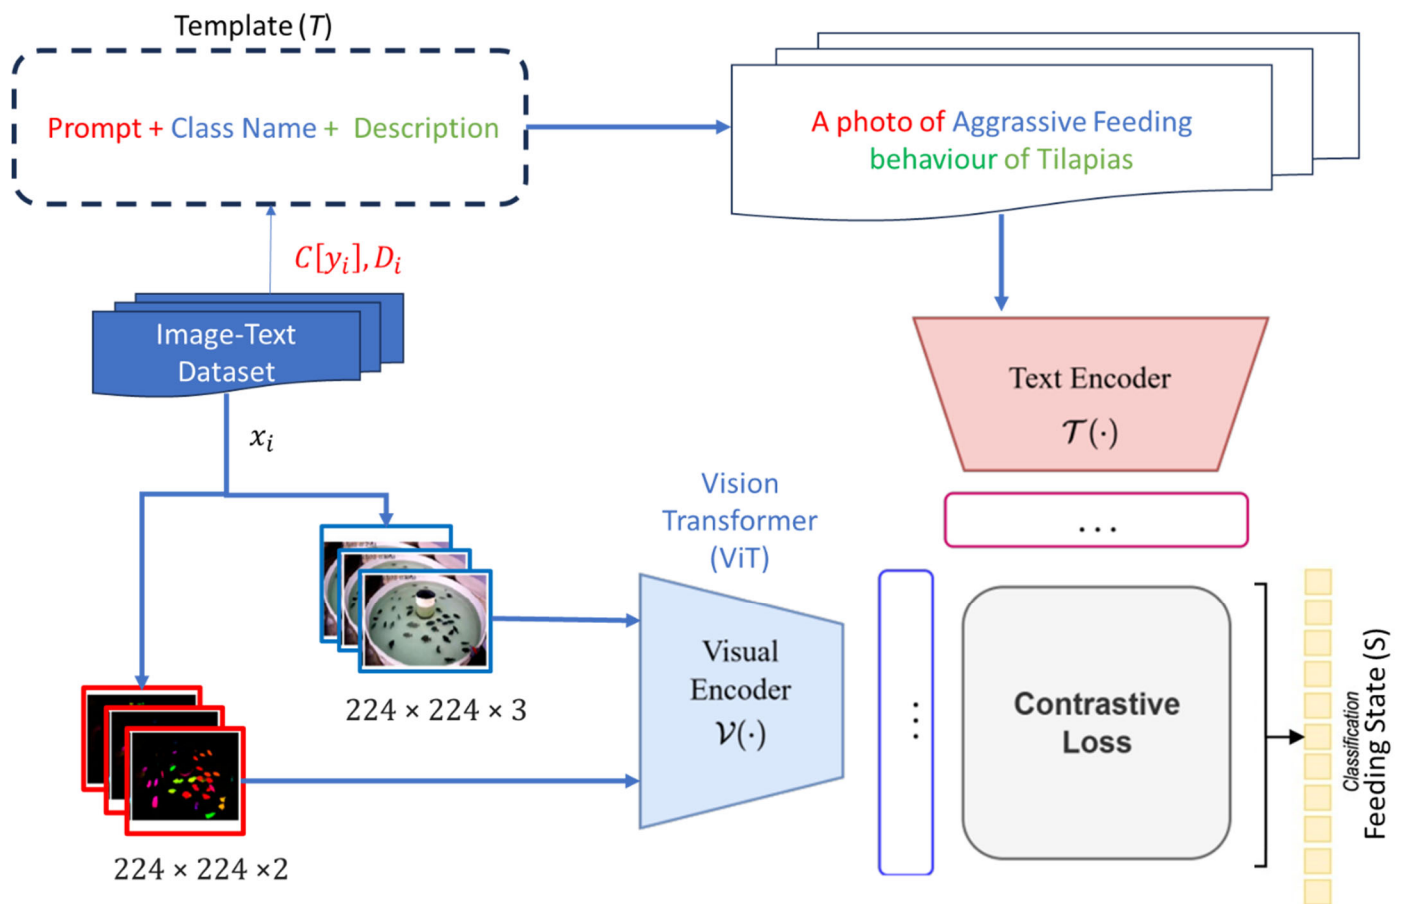 Template (T)
Prompt + Class Name + Description
A photo of Aggrassive Feeding
behaviour of Tilapias
C[yᵢ], Dᵢ
Image-Text
Dataset
xᵢ
Text Encoder
𝒯(·)
Vision
Transformer
(ViT)
...
224 × 224 × 3
Visual
Encoder
𝒱(·)
...
Contrastive
Loss
Classification
Feeding State (S)
224 × 224 ×2